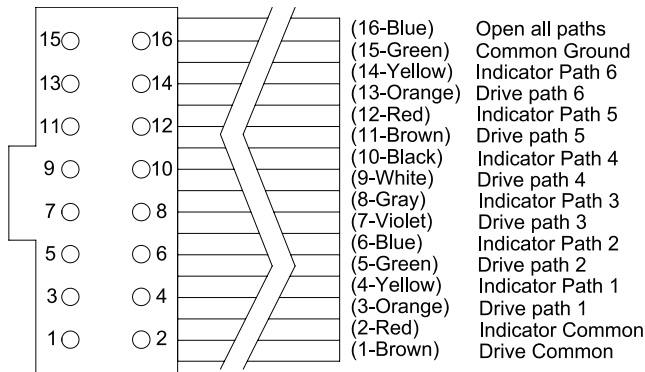 15 16 (16-Blue) Open all paths
(15-Green) Common Ground
13 14 (14-Yellow) Indicator Path 6
(13-Orange) Drive path 6
11 12 (12-Red) Indicator Path 5
(11-Brown) Drive path 5
9 10 (10-Black) Indicator Path 4
(9-White) Drive path 4
7 8 (8-Gray) Indicator Path 3
(7-Violet) Drive path 3
5 6 (6-Blue) Indicator Path 2
(5-Green) Drive path 2
3 4 (4-Yellow) Indicator Path 1
(3-Orange) Drive path 1
1 2 (2-Red) Indicator Common
(1-Brown) Drive Common